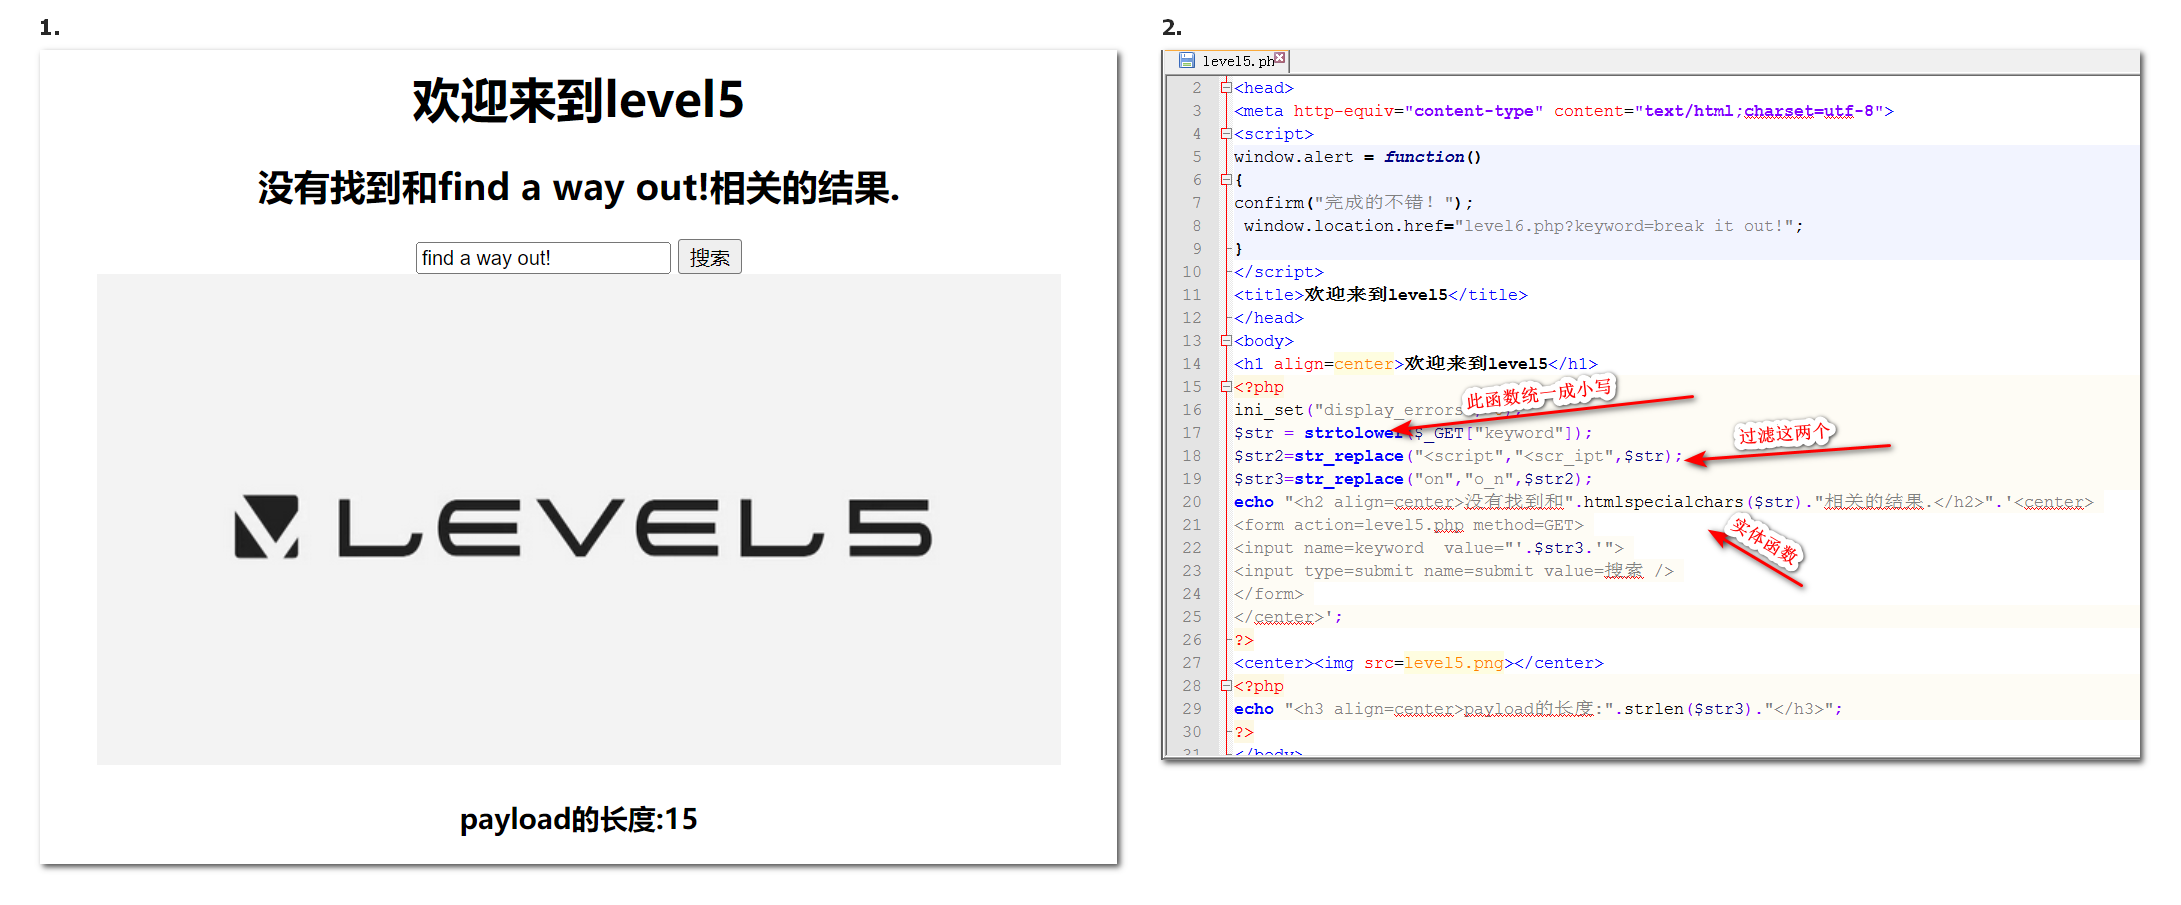 1.
欢迎来到level5
没有找到和find a way out!相关的结果.
find a way out!
搜索
LEVEL5
payload的长度:15
2.
level5.ph
2 <head>
3 <meta http-equiv="content-type" content="text/html;charset=utf-8">
4 <script>
5 window.alert = function()
6 {
7 confirm("完成的不错！");
8 window.location.href="level6.php?keyword=break it out!";
9 }
10 </script>
11 <title>欢迎来到level5</title>
12 </head>
13 <body>
14 <h1 align=center>欢迎来到level5</h1>
15 <?php
此函数统一成小写
16 ini_set("display_errors
17 $str = strtolower($_GET["keyword"]);
过滤这两个
18 $str2=str_replace("<script","<scr_ipt",$str);
19 $str3=str_replace("on","o_n",$str2);
20 echo "<h2 align=center>没有找到和".htmlspecialchars($str)."相关的结果.</h2>".'<center>
21 <form action=level5.php method=GET>
实体函数
22 <input name=keyword  value="'.$str3.'">
23 <input type=submit name=submit value=搜索 />
24 </form>
25 </center>';
26 ?>
27 <center><img src=level5.png></center>
28 <?php
29 echo "<h3 align=center>payload的长度:".strlen($str3)."</h3>";
30 ?>
31 </body>